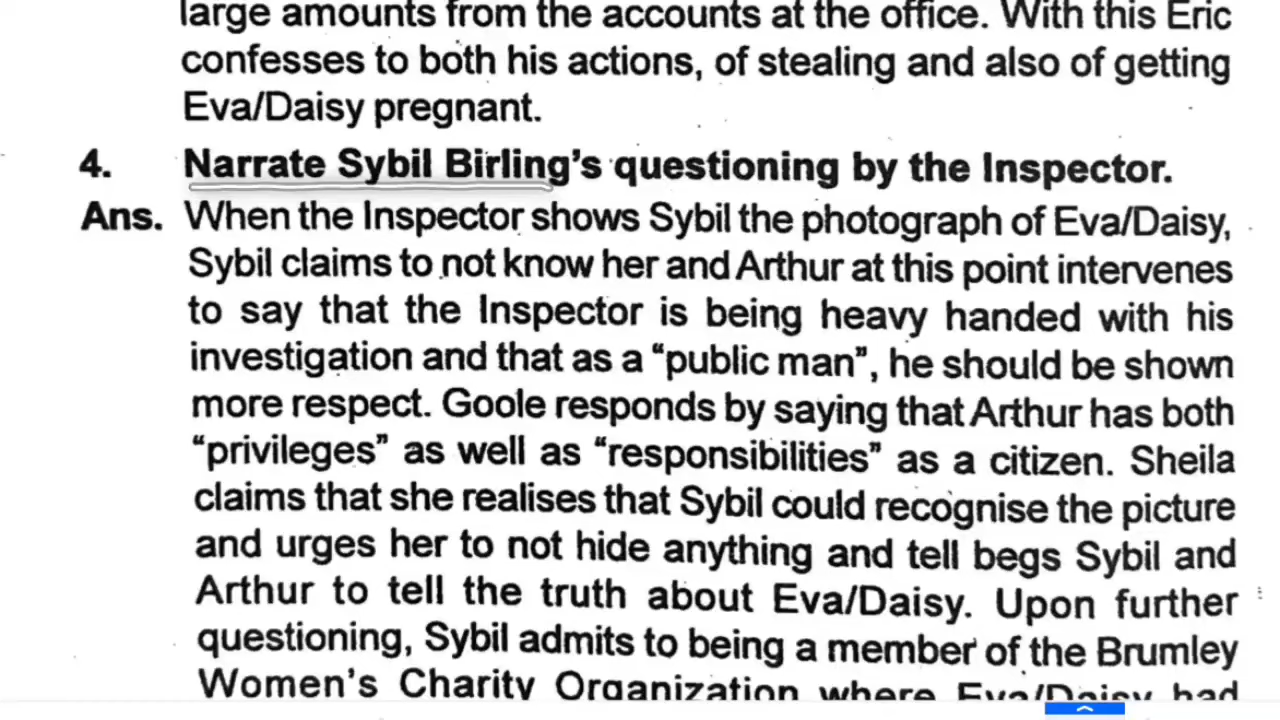 large amounts from the accounts at the office. With this Eric
confesses to both his actions, of stealing and also of getting
Eva/Daisy pregnant.
4. Narrate Sybil Birling's questioning by the Inspector.
Ans. When the Inspector shows Sybil the photograph of Eva/Daisy,
Sybil claims to not know her and Arthur at this point intervenes
to say that the Inspector is being heavy handed with his
investigation and that as a “public man”, he should be shown
more respect. Goole responds by saying that Arthur has both
“privileges” as well as “responsibilities” as a citizen. Sheila
claims that she realises that Sybil could recognise the picture
and urges her to not hide anything and tell begs Sybil and
Arthur to tell the truth about Eva/Daisy. Upon further
questioning, Sybil admits to being a member of the Brumley
Women's Charity Organization where Eva/Daisy had